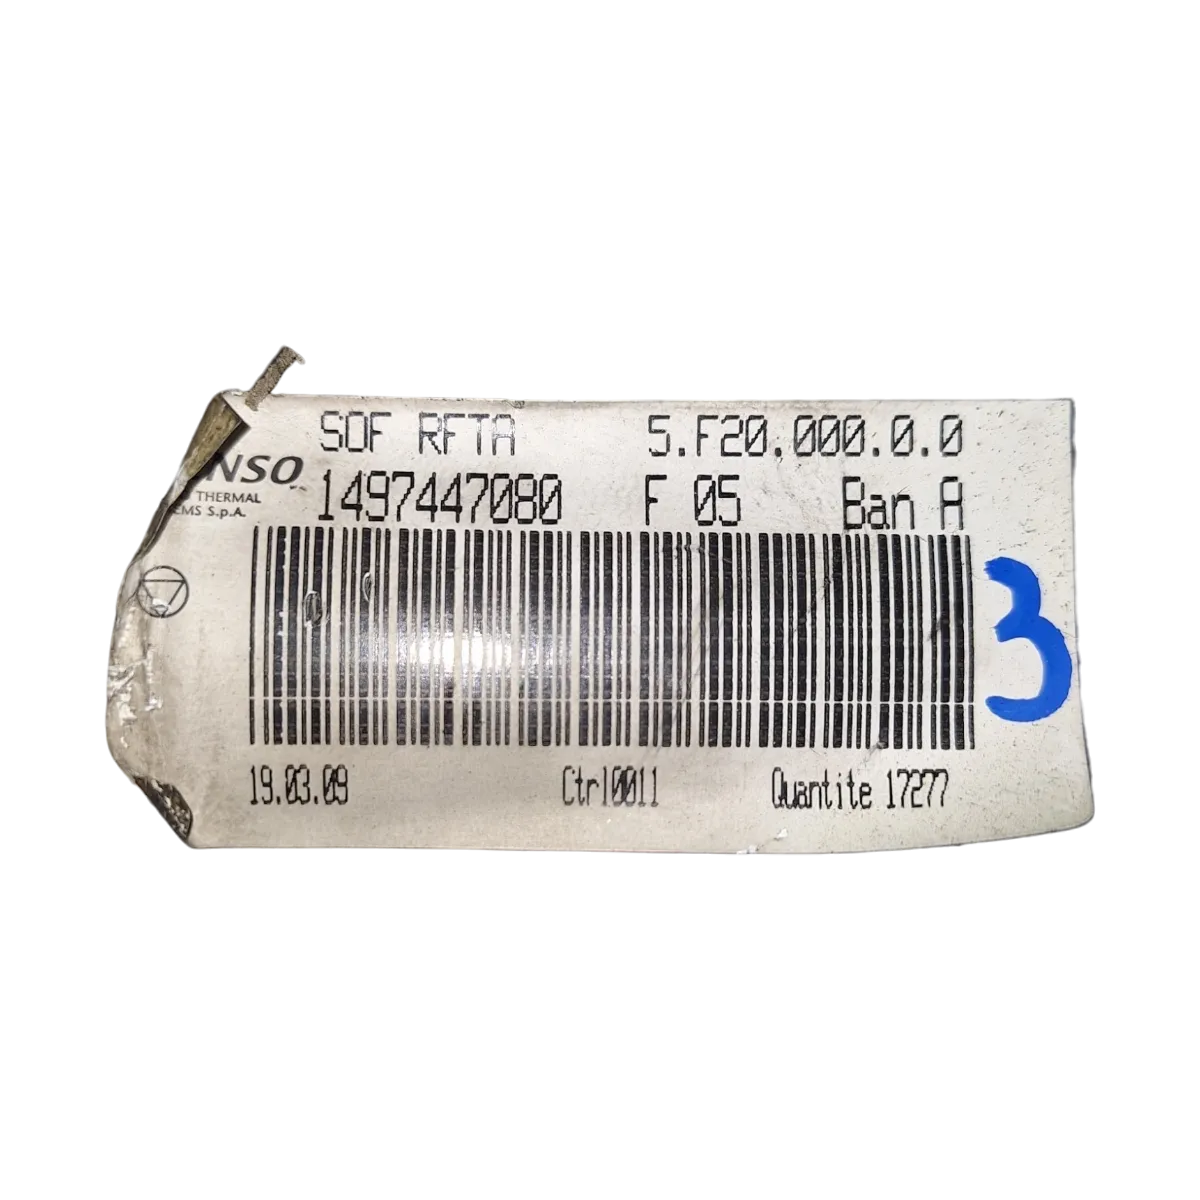 SOF RFTA 5.F20.000.0.0
NSO
THERMAL
EMS S.p.A.
1497447080 F 05 Ban A
3
19.03.09 Ctrl0011 Quantite 17277